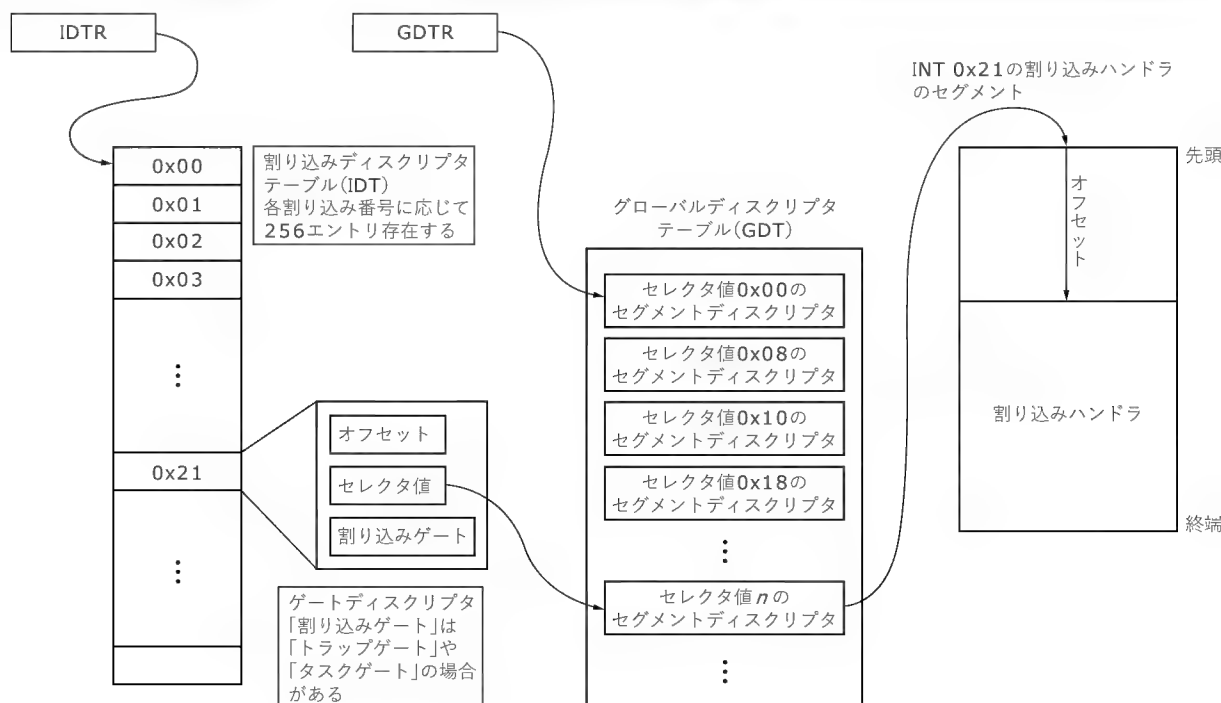 IDTR
GDTR
0x00
0x01
0x02
0x03
⋮
0x21
⋮
割り込みディスクリプタ
テーブル(IDT)
各割り込み番号に応じて
256エントリ存在する
オフセット
セレクタ値
割り込みゲート
ゲートディスクリプタ
「割り込みゲート」は
「トラップゲート」や
「タスクゲート」の場合
がある
グローバルディスクリプタ
テーブル(GDT)
セレクタ値0x00の
セグメントディスクリプタ
セレクタ値0x08の
セグメントディスクリプタ
セレクタ値0x10の
セグメントディスクリプタ
セレクタ値0x18の
セグメントディスクリプタ
⋮
セレクタ値nの
セグメントディスクリプタ
⋮
INT 0x21の割り込みハンドラ
のセグメント
先頭
オフセット
割り込みハンドラ
終端